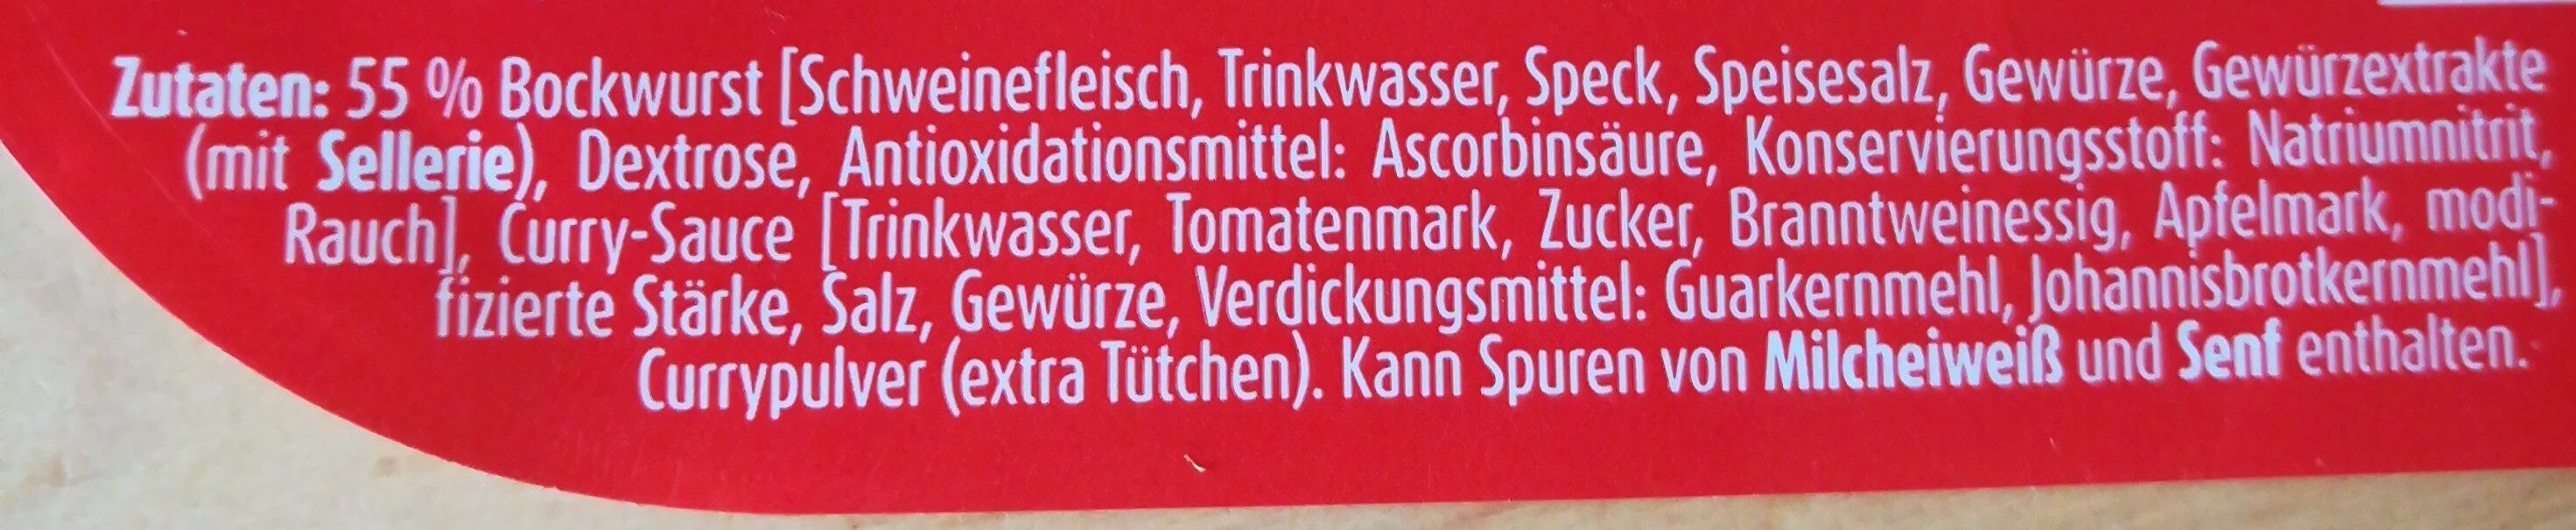 Zutaten: 55 % Bockwurst [Schweinefleisch, Trinkwasser, Speck, Speisesalz, Gewürze, Gewürzextrakte
(mit Sellerie), Dextrose, Antioxidationsmittel: Ascorbinsäure, Konservierungsstoff: Natriumnitrit,
Rauch], Curry-Sauce [Trinkwasser, Tomatenmark, Zucker, Branntweinessig, Apfelmark, modi-
fizierte Stärke, Salz, Gewürze, Verdickungsmittel: Guarkernmehl, Johannisbrotkernmehl],
Currypulver (extra Tütchen). Kann Spuren von Milcheiweiß und Senf enthalten.